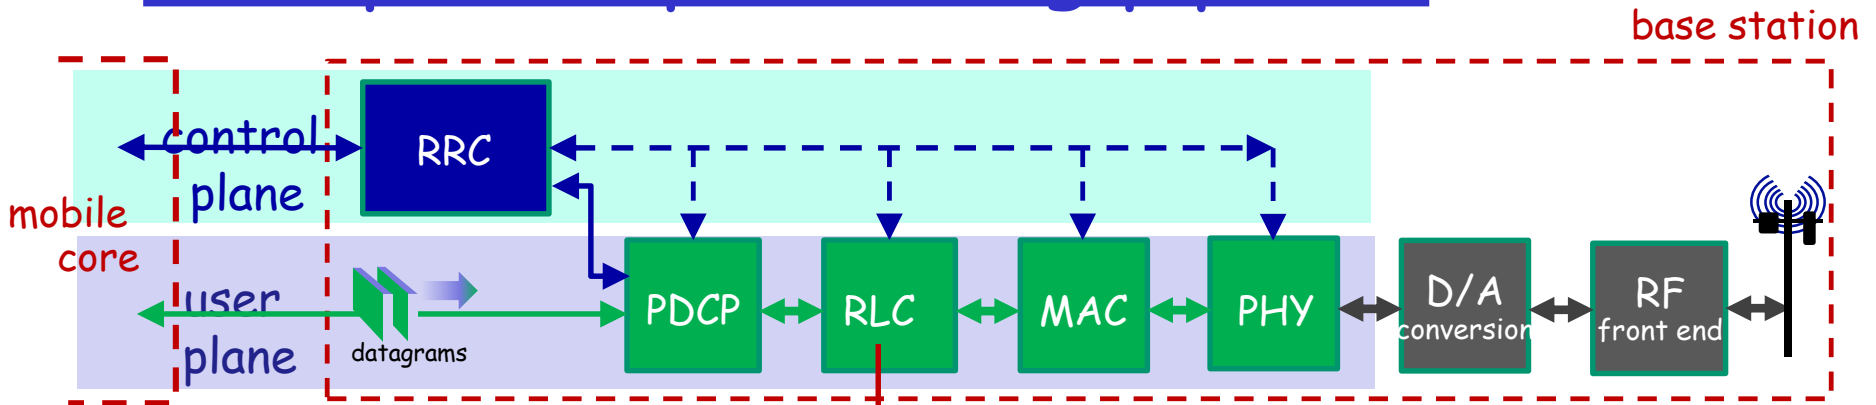 base station
control
plane
RRC
mobile
core
user
plane
datagrams
PDCP
RLC
MAC
PHY
D/A
conversion
RF
front end